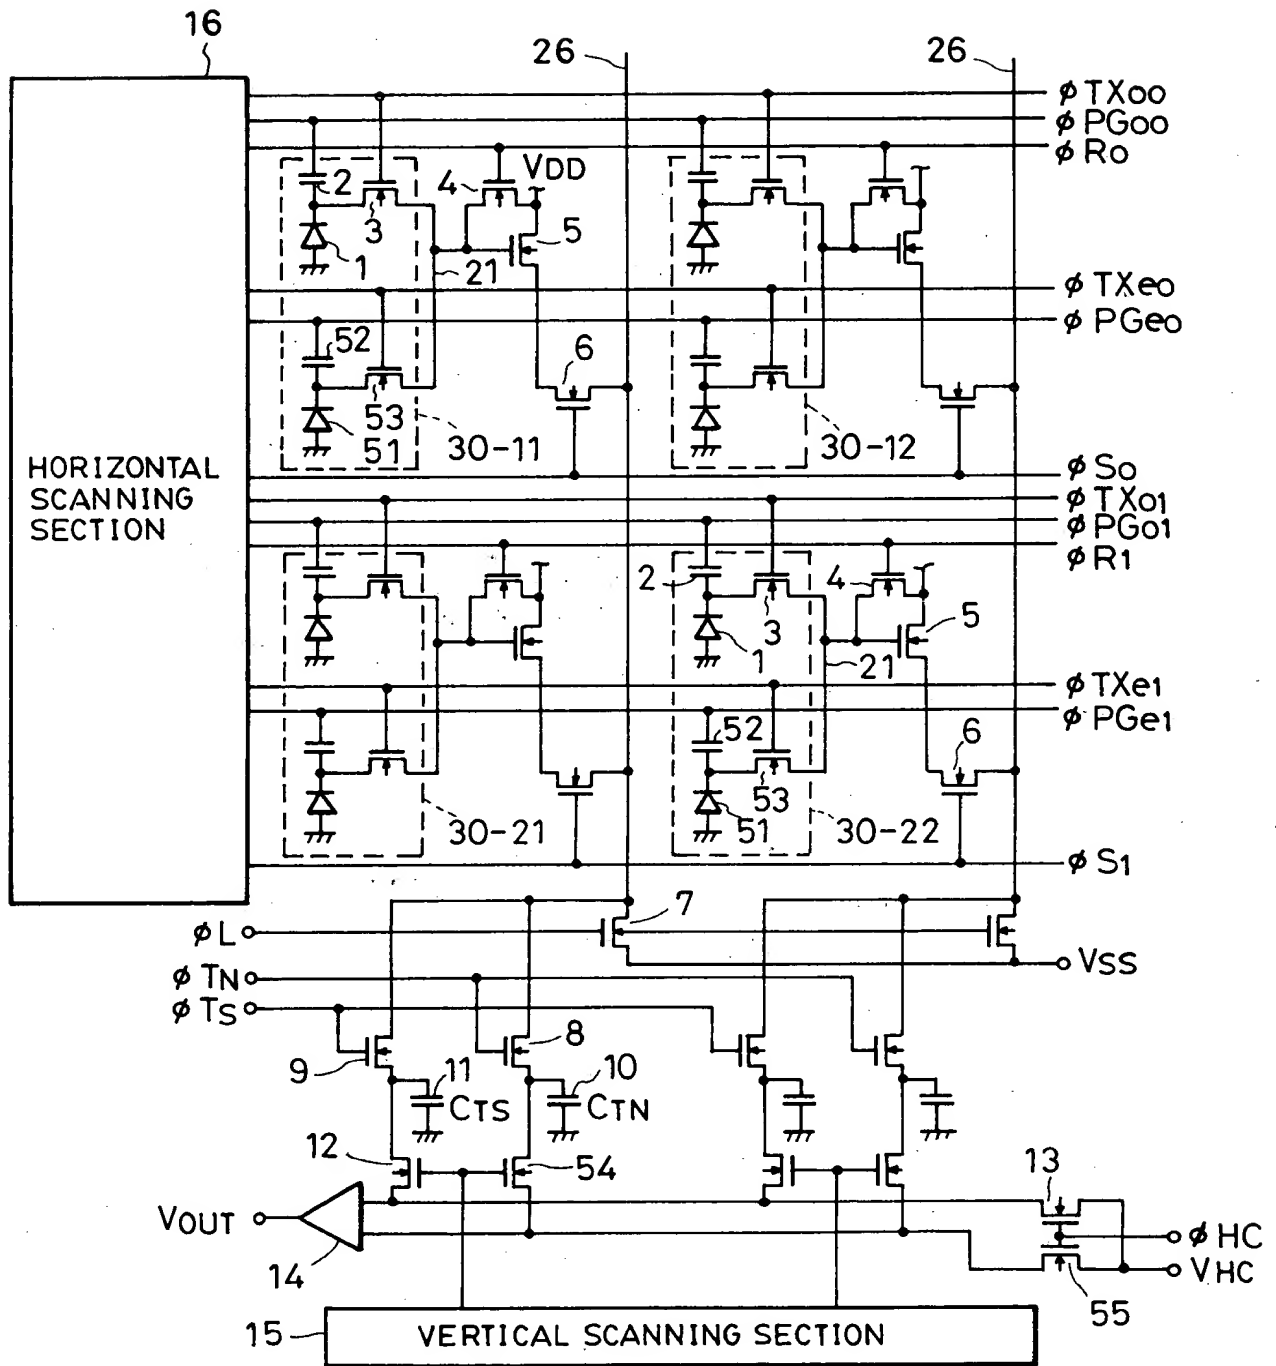 16
26
26
φTXoo
φPGoo
φRo
2
4
VDD
3
5
1
21
φTXeo
φPGeo
52
6
53
51
30-11
30-12
HORIZONTAL
SCANNING
SECTION
φSo
φTXo1
φPGo1
φR1
2
4
3
5
1
21
φTXe1
φPGe1
52
6
53
51
30-21
30-22
φS1
7
φL
VSS
φTN
φTS
8
9
11
10
CTS
CTN
12
54
13
VOUT
φHC
VHC
14
55
15
VERTICAL SCANNING SECTION